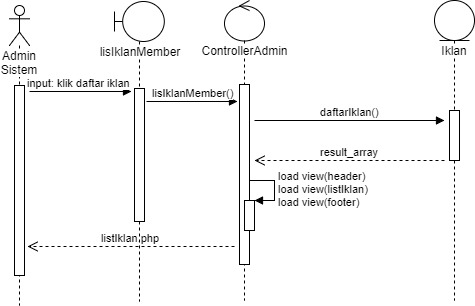 Admin
Sistem
lisIklanMember
ControllerAdmin
Iklan
input: klik daftar iklan
lisIklanMember()
daftarIklan()
result_array
load view(header)
load view(listIklan)
load view(footer)
listIklan.php